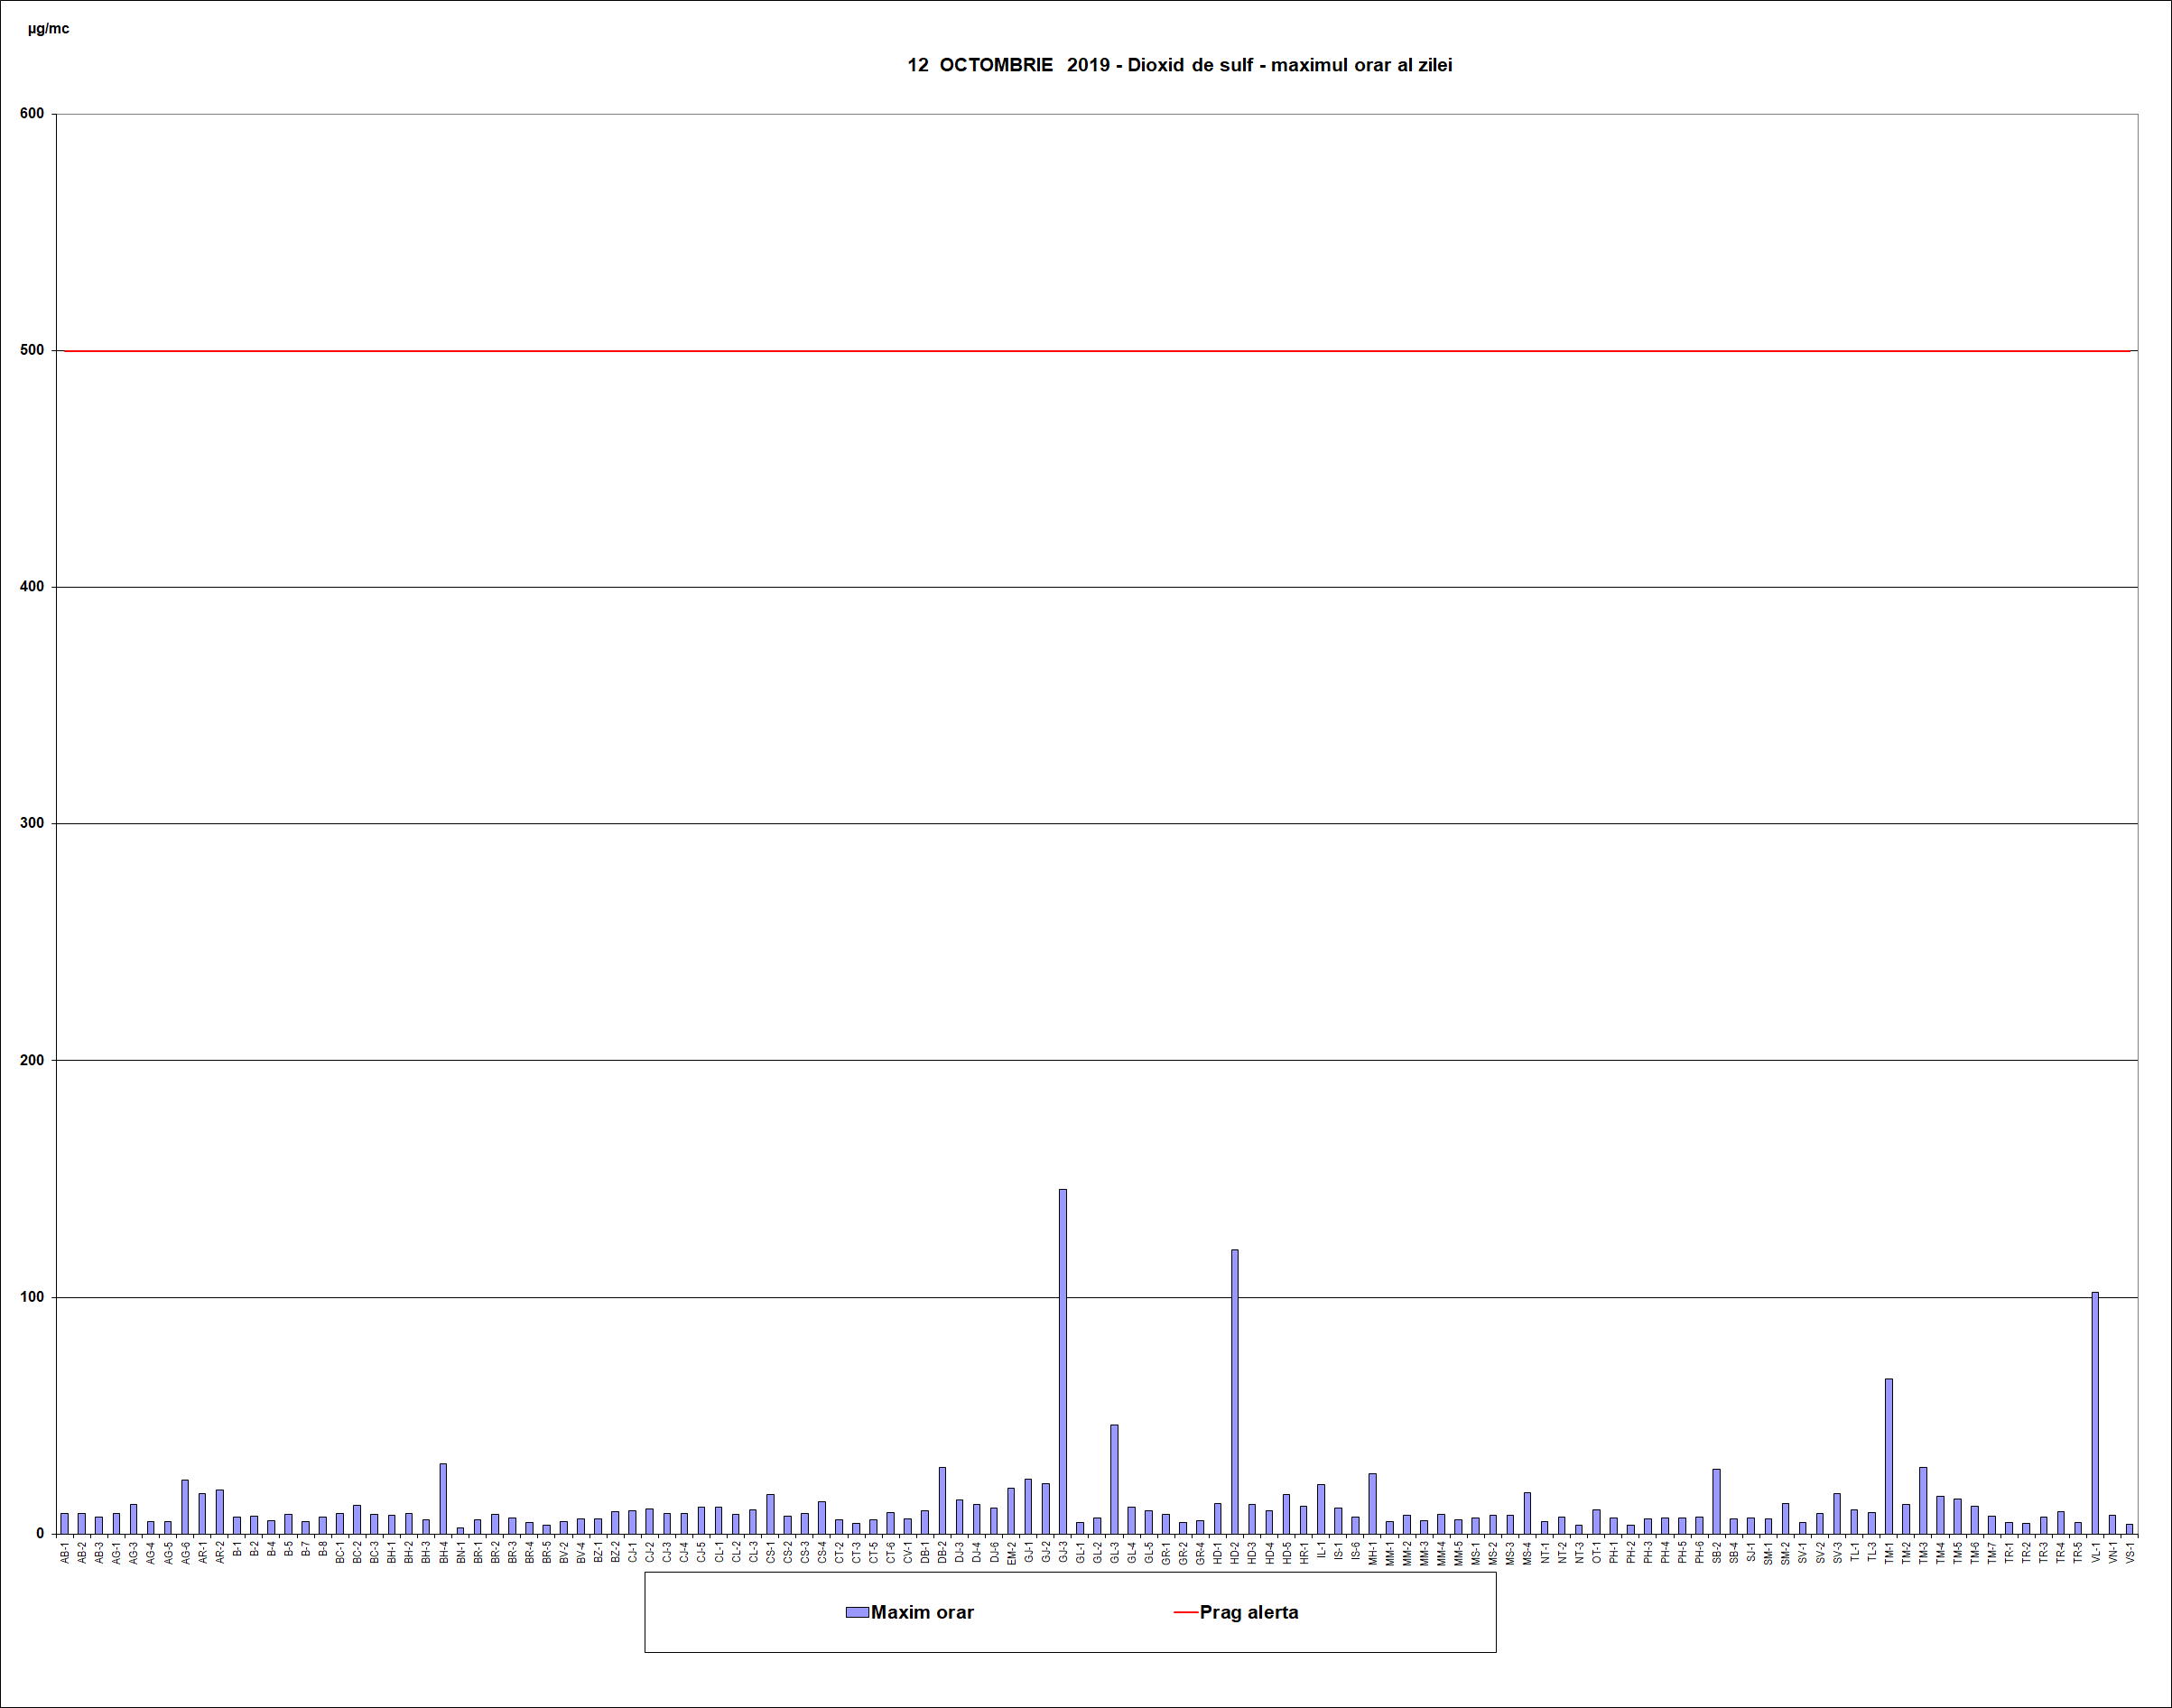 µg/mc
12 OCTOMBRIE 2019 - Dioxid de sulf - maximul orar al zilei
600
500
400
300
200
100
0
AB-1 AB-2 AB-3 AG-1 AG-3 AG-4 AG-5 AG-6 AR-1 AR-2 B-1 B-2 B-4 B-5 B-7 B-8 BC-1 BC-2 BC-3 BH-1 BH-2 BH-3 BH-4 BN-1 BR-1 BR-2 BR-3 BR-4 BR-5 BV-2 BV-4 BZ-1 BZ-2 CJ-1 CJ-2 CJ-3 CJ-4 CJ-5 CL-1 CL-2 CL-3 CS-1 CS-2 CS-3 CS-4 CT-2 CT-3 CT-5 CT-6 CV-1 DB-1 DB-2 DJ-3 DJ-4 DJ-6 EM-2 GJ-1 GJ-2 GJ-3 GL-1 GL-2 GL-3 GL-4 GL-5 GR-1 GR-2 GR-4 HD-1 HD-2 HD-3 HD-4 HD-5 HR-1 IL-1 IS-1 IS-6 MH-1 MM-1 MM-2 MM-3 MM-4 MM-5 MS-1 MS-2 MS-3 MS-4 NT-1 NT-2 NT-3 OT-1 PH-1 PH-2 PH-3 PH-4 PH-5 PH-6 SB-2 SB-4 SJ-1 SM-1 SM-2 SV-1 SV-2 SV-3 TL-1 TL-3 TM-1 TM-2 TM-3 TM-4 TM-5 TM-6 TM-7 TR-1 TR-2 TR-3 TR-4 TR-5 VL-1 VN-1 VS-1
Maxim orar Prag alerta